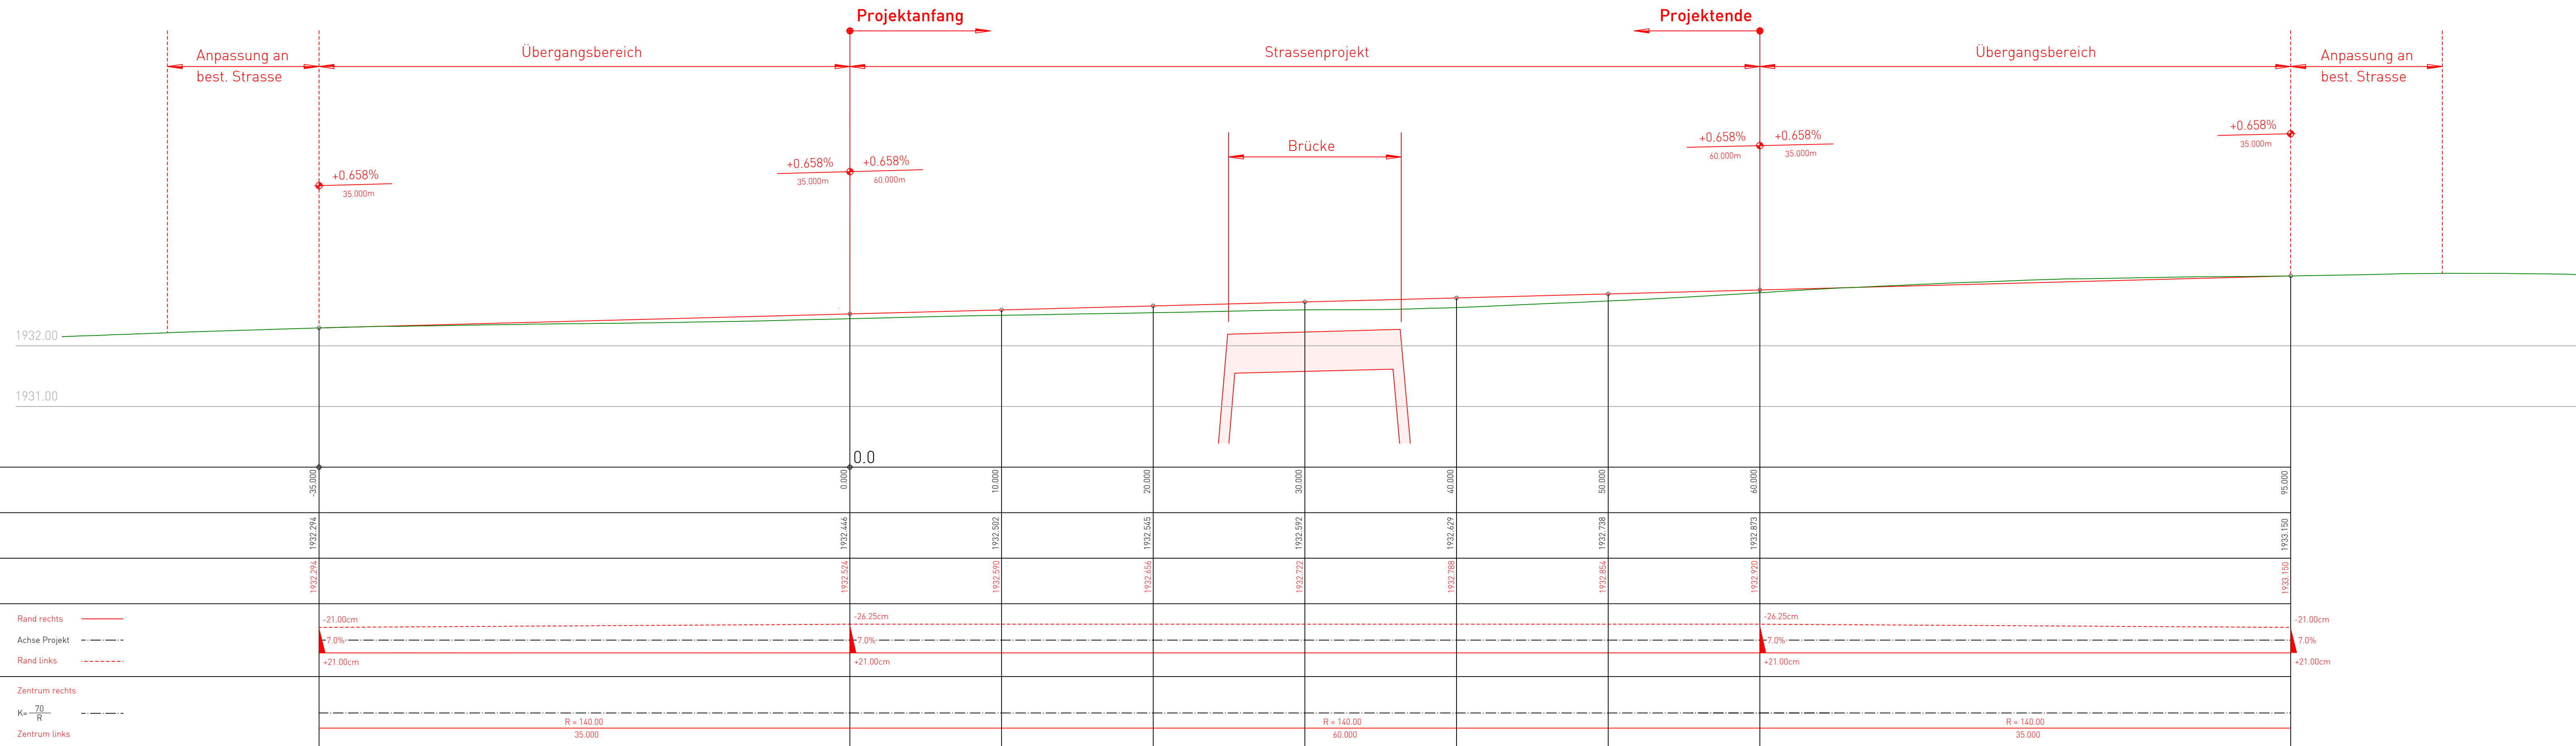 Projektanfang
Projektende
Anpassung an
best. Strasse
Übergangsbereich
Strassenprojekt
Übergangsbereich
Anpassung an
best. Strasse
Brücke
+0.658%
35.000m
+0.658%
35.000m
+0.658%
60.000m
+0.658%
60.000m
+0.658%
35.000m
+0.658%
35.000m
1932.00
1931.00
0.0
-35.000
0.000
10.000
20.000
30.000
40.000
50.000
60.000
95.000
1932.294
1932.446
1932.502
1932.545
1932.592
1932.629
1932.738
1932.873
1933.150
1932.294
1932.524
1932.590
1932.656
1932.722
1932.788
1932.854
1932.920
1933.150
Rand rechts
Achse Projekt
Rand links
-21.00cm
7.0%
+21.00cm
-26.25cm
7.0%
+21.00cm
-26.25cm
7.0%
+21.00cm
-21.00cm
7.0%
+21.00cm
Zentrum rechts
K= 70
R
Zentrum links
R = 140.00
35.000
R = 140.00
60.000
R = 140.00
35.000